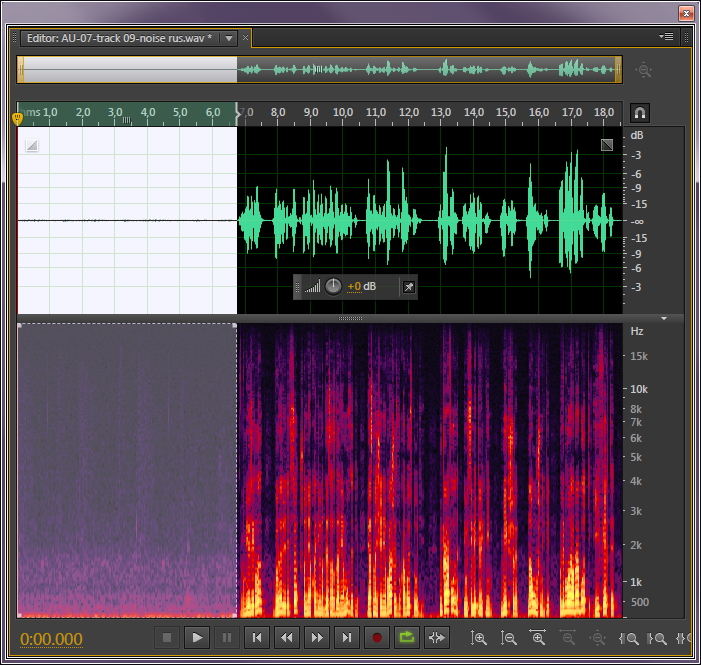 Editor: AU-07-track 09-noise rus.wav *
hms 1,0 2,0 3,0 4,0 5,0 6,0 7,0 8,0 9,0 10,0 11,0 12,0 13,0 14,0 15,0 16,0 17,0 18,0
dB
-3
-6
-9
-15
-∞
-15
-9
-6
-3
+0 dB
Hz
15k
10k
8k
7k
6k
5k
4k
3k
2k
1k
500
0:00.000